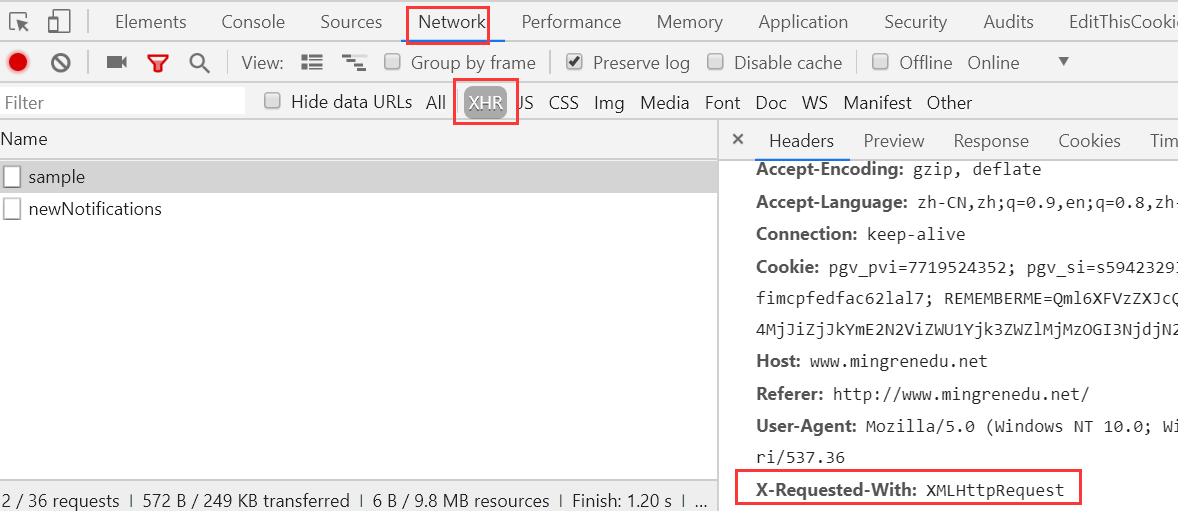 Elements Console Sources Network Performance Memory Application Security Audits EditThisCookie
View: Group by frame Preserve log Disable cache Offline Online
Filter Hide data URLs All XHR JS CSS Img Media Font Doc WS Manifest Other
Name × Headers Preview Response Cookies Tim
sample
newNotifications
Accept-Encoding: gzip, deflate
Accept-Language: zh-CN,zh;q=0.9,en;q=0.8,zh-
Connection: keep-alive
Cookie: pgv_pvi=7719524352; pgv_si=s5942329
fimcpfedfac62lal7; REMEMBERME=Qml6XFVzZXJc
4MjJiZjJkYmE2N2ViZWU1Yjk3ZWZlMjMzOGI3NjdjN2
Host: www.mingrenedu.net
Referer: http://www.mingrenedu.net/
User-Agent: Mozilla/5.0 (Windows NT 10.0; Wi
ri/537.36
X-Requested-With: XMLHttpRequest
2 / 36 requests | 572 B / 249 KB transferred | 6 B / 9.8 MB resources | Finish: 1.20 s | ...